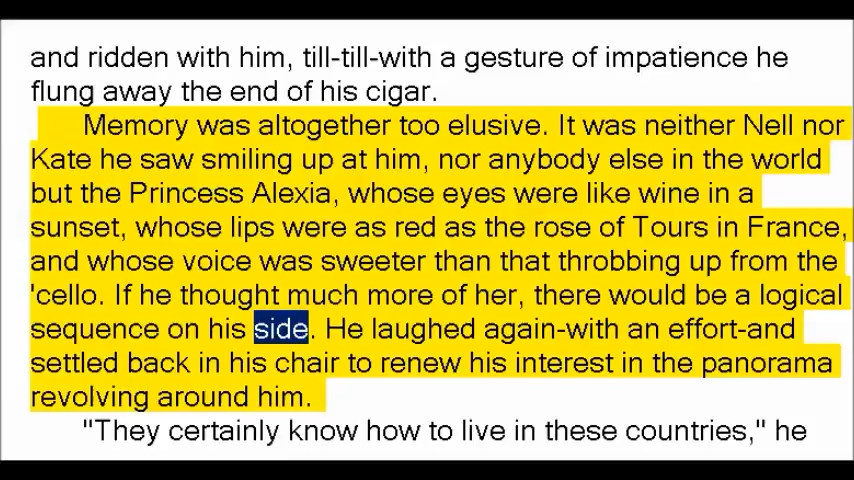 and ridden with him, till-till-with a gesture of impatience he
flung away the end of his cigar.
Memory was altogether too elusive. It was neither Nell nor
Kate he saw smiling up at him, nor anybody else in the world
but the Princess Alexia, whose eyes were like wine in a
sunset, whose lips were as red as the rose of Tours in France,
and whose voice was sweeter than that throbbing up from the
'cello. If he thought much more of her, there would be a logical
sequence on his side. He laughed again-with an effort-and
settled back in his chair to renew his interest in the panorama
revolving around him.
"They certainly know how to live in these countries," he